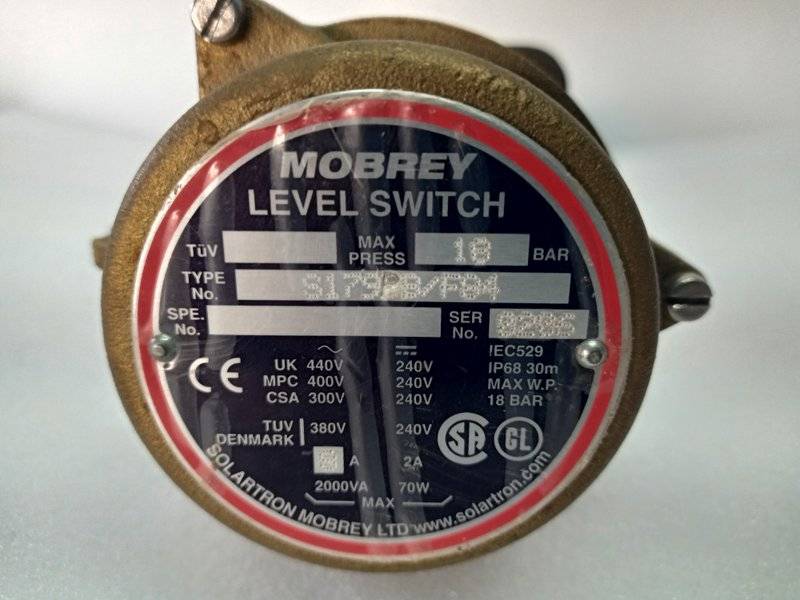 MOBREY
LEVEL SWITCH
TüV MAX PRESS BAR
TYPE No.
SPE. No. SER No.
CE
UK 440V 240V
MPC 400V 240V
CSA 300V 240V
IEC529
IP68 30m
MAX W.P.
18 BAR
TUV DENMARK 380V 240V
A 2A
2000VA 70W
MAX
SA GL
SOLARTRON MOBREY LTD www.solartron.com